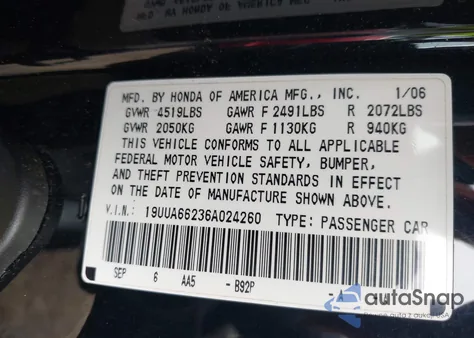 MFD. BY HONDA OF AMERICA MFG., INC. 1/06
GVWR 4519LBS GAWR F 2491LBS R 2072LBS
GVWR 2050KG GAWR F 1130KG R 940KG
THIS VEHICLE CONFORMS TO ALL APPLICABLE
FEDERAL MOTOR VEHICLE SAFETY, BUMPER,
AND THEFT PREVENTION STANDARDS IN EFFECT
ON THE DATE OF MANUFACTURE SHOWN ABOVE.
V.I.N.: 19UUA66236A024260 TYPE: PASSENGER CAR
SEP 6 AA5 - B92P -
autoSnap